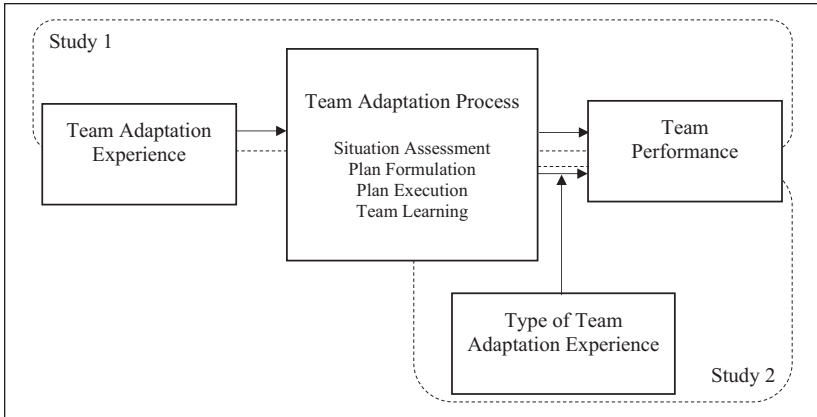 Study 1
Team Adaptation
Experience
Team Adaptation Process
Situation Assessment
Plan Formulation
Plan Execution
Team Learning
Team
Performance
Type of Team
Adaptation Experience
Study 2